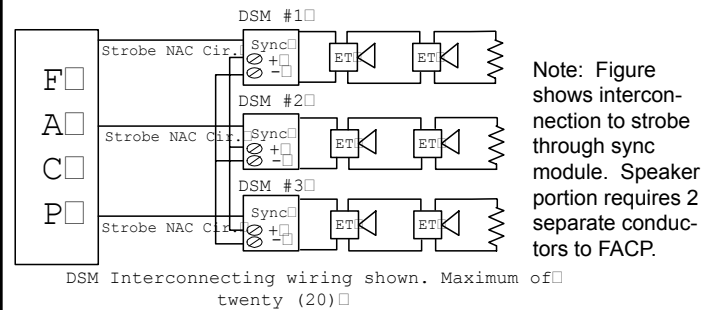 DSM #1
Strobe NAC Cir.
Sync
+
−
ET
ET
F
A
C
P
DSM #2
Strobe NAC Cir.
Sync
+
−
ET
ET
DSM #3
Strobe NAC Cir.
Sync
+
−
ET
ET
Note: Figure
shows intercon-
nection to strobe
through sync
module. Speaker
portion requires 2
separate conduc-
tors to FACP.
DSM Interconnecting wiring shown. Maximum of
twenty (20)